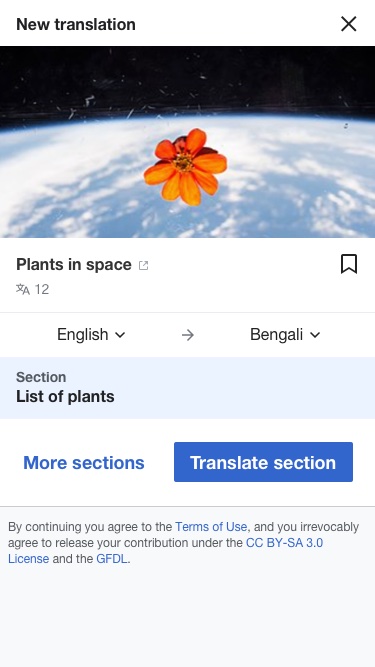 New translation
Plants in space
12
English
Bengali
Section
List of plants
More sections
Translate section
By continuing you agree to the Terms of Use, and you irrevocably
agree to release your contribution under the CC BY-SA 3.0
License and the GFDL.